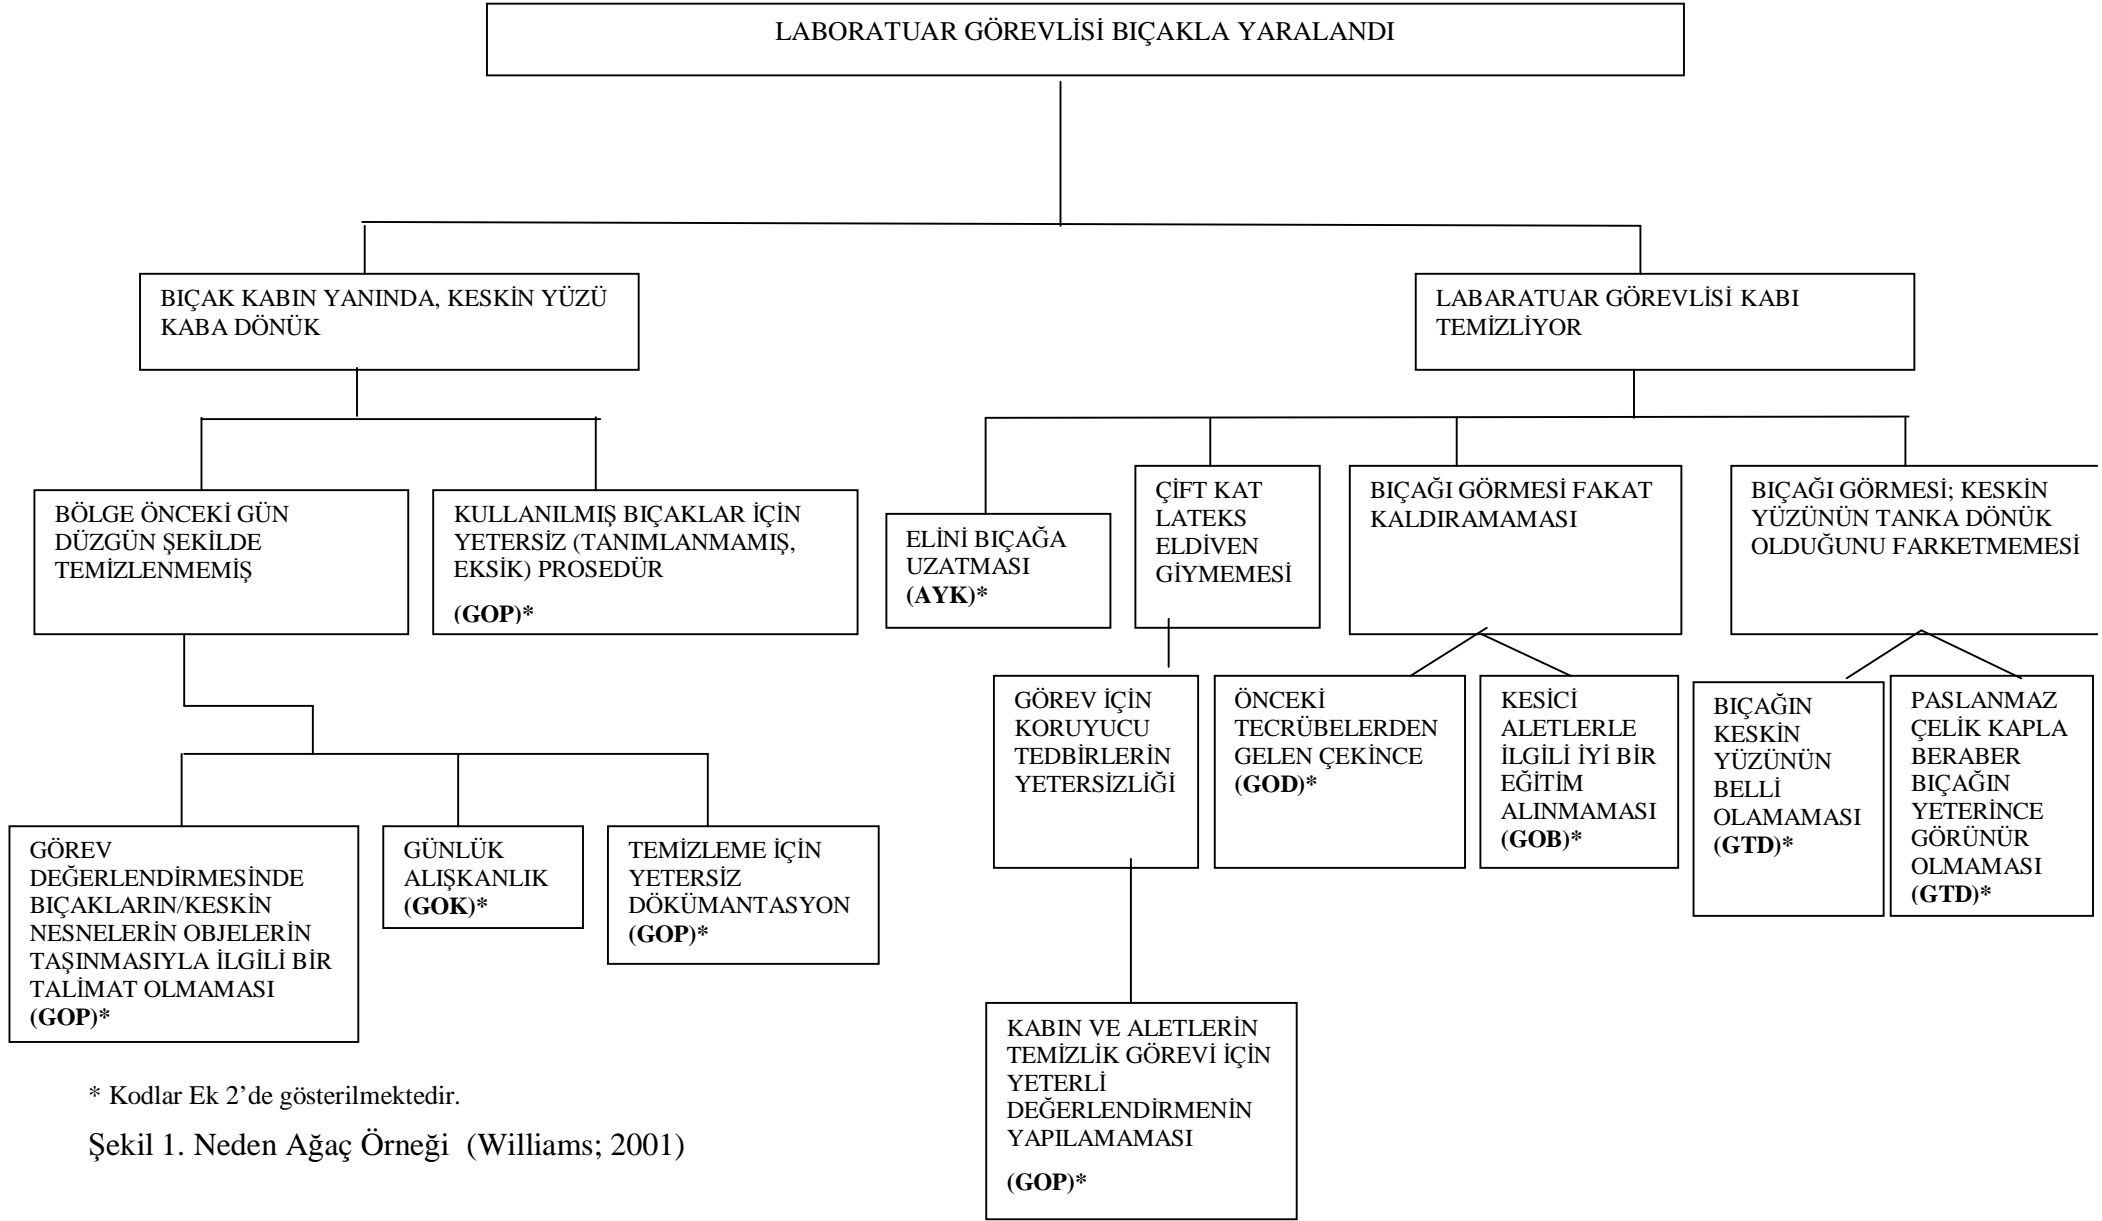 LABORATUAR GÖREVLİSİ BIÇAKLA YARALANDI
BIÇAK KABIN YANINDA, KESKİN YÜZÜ
KABA DÖNÜK
LABARATUAR GÖREVLİSİ KABI
TEMİZLİYOR
BÖLGE ÖNCEKİ GÜN
DÜZGÜN ŞEKİLDE
TEMİZLENMEMİŞ
KULLANILMIŞ BIÇAKLAR İÇİN
YETERSİZ (TANIMLANMAMIŞ,
EKSİK) PROSEDÜR
(GOP)*
ELİNİ BIÇAĞA
UZATMASI
(AYK)*
ÇİFT KAT
LATEKS
ELDİVEN
GİYMEMESİ
BIÇAĞI GÖRMESİ FAKAT
KALDIRAMAMASI
BIÇAĞI GÖRMESİ; KESKİN
YÜZÜNÜN TANKA DÖNÜK
OLDUĞUNU FARKETMEMESİ
GÖREV İÇİN
KORUYUCU
TEDBİRLERİN
YETERSİZLİĞİ
ÖNCEKİ
TECRÜBELERDEN
GELEN ÇEKİNCE
(GOD)*
KESİCİ
ALETLERLE
İLGİLİ İYİ BİR
EĞİTİM
ALINMAMASI
(GOB)*
BIÇAĞIN
KESKİN
YÜZÜNÜN
BELLİ
OLAMAMASI
(GTD)*
PASLANMAZ
ÇELİK KAPLA
BERABER
BIÇAĞIN
YETERİNCE
GÖRÜNÜR
OLMAMASI
(GTD)*
GÖREV
DEĞERLENDİRMESİNDE
BIÇAKLARIN/KESKİN
NESNELERİN OBJELERİN
TAŞINMASIYLA İLGİLİ BİR
TALİMAT OLMAMASI
(GOP)*
GÜNLÜK
ALIŞKANLIK
(GOK)*
TEMİZLEME İÇİN
YETERSİZ
DÖKÜMANTASYON
(GOP)*
KABIN VE ALETLERİN
TEMİZLİK GÖREVİ İÇİN
YETERLİ
DEĞERLENDİRMENİN
YAPILAMAMASI
(GOP)*
* Kodlar Ek 2’de gösterilmektedir.
Şekil 1. Neden Ağaç Örneği (Williams; 2001)